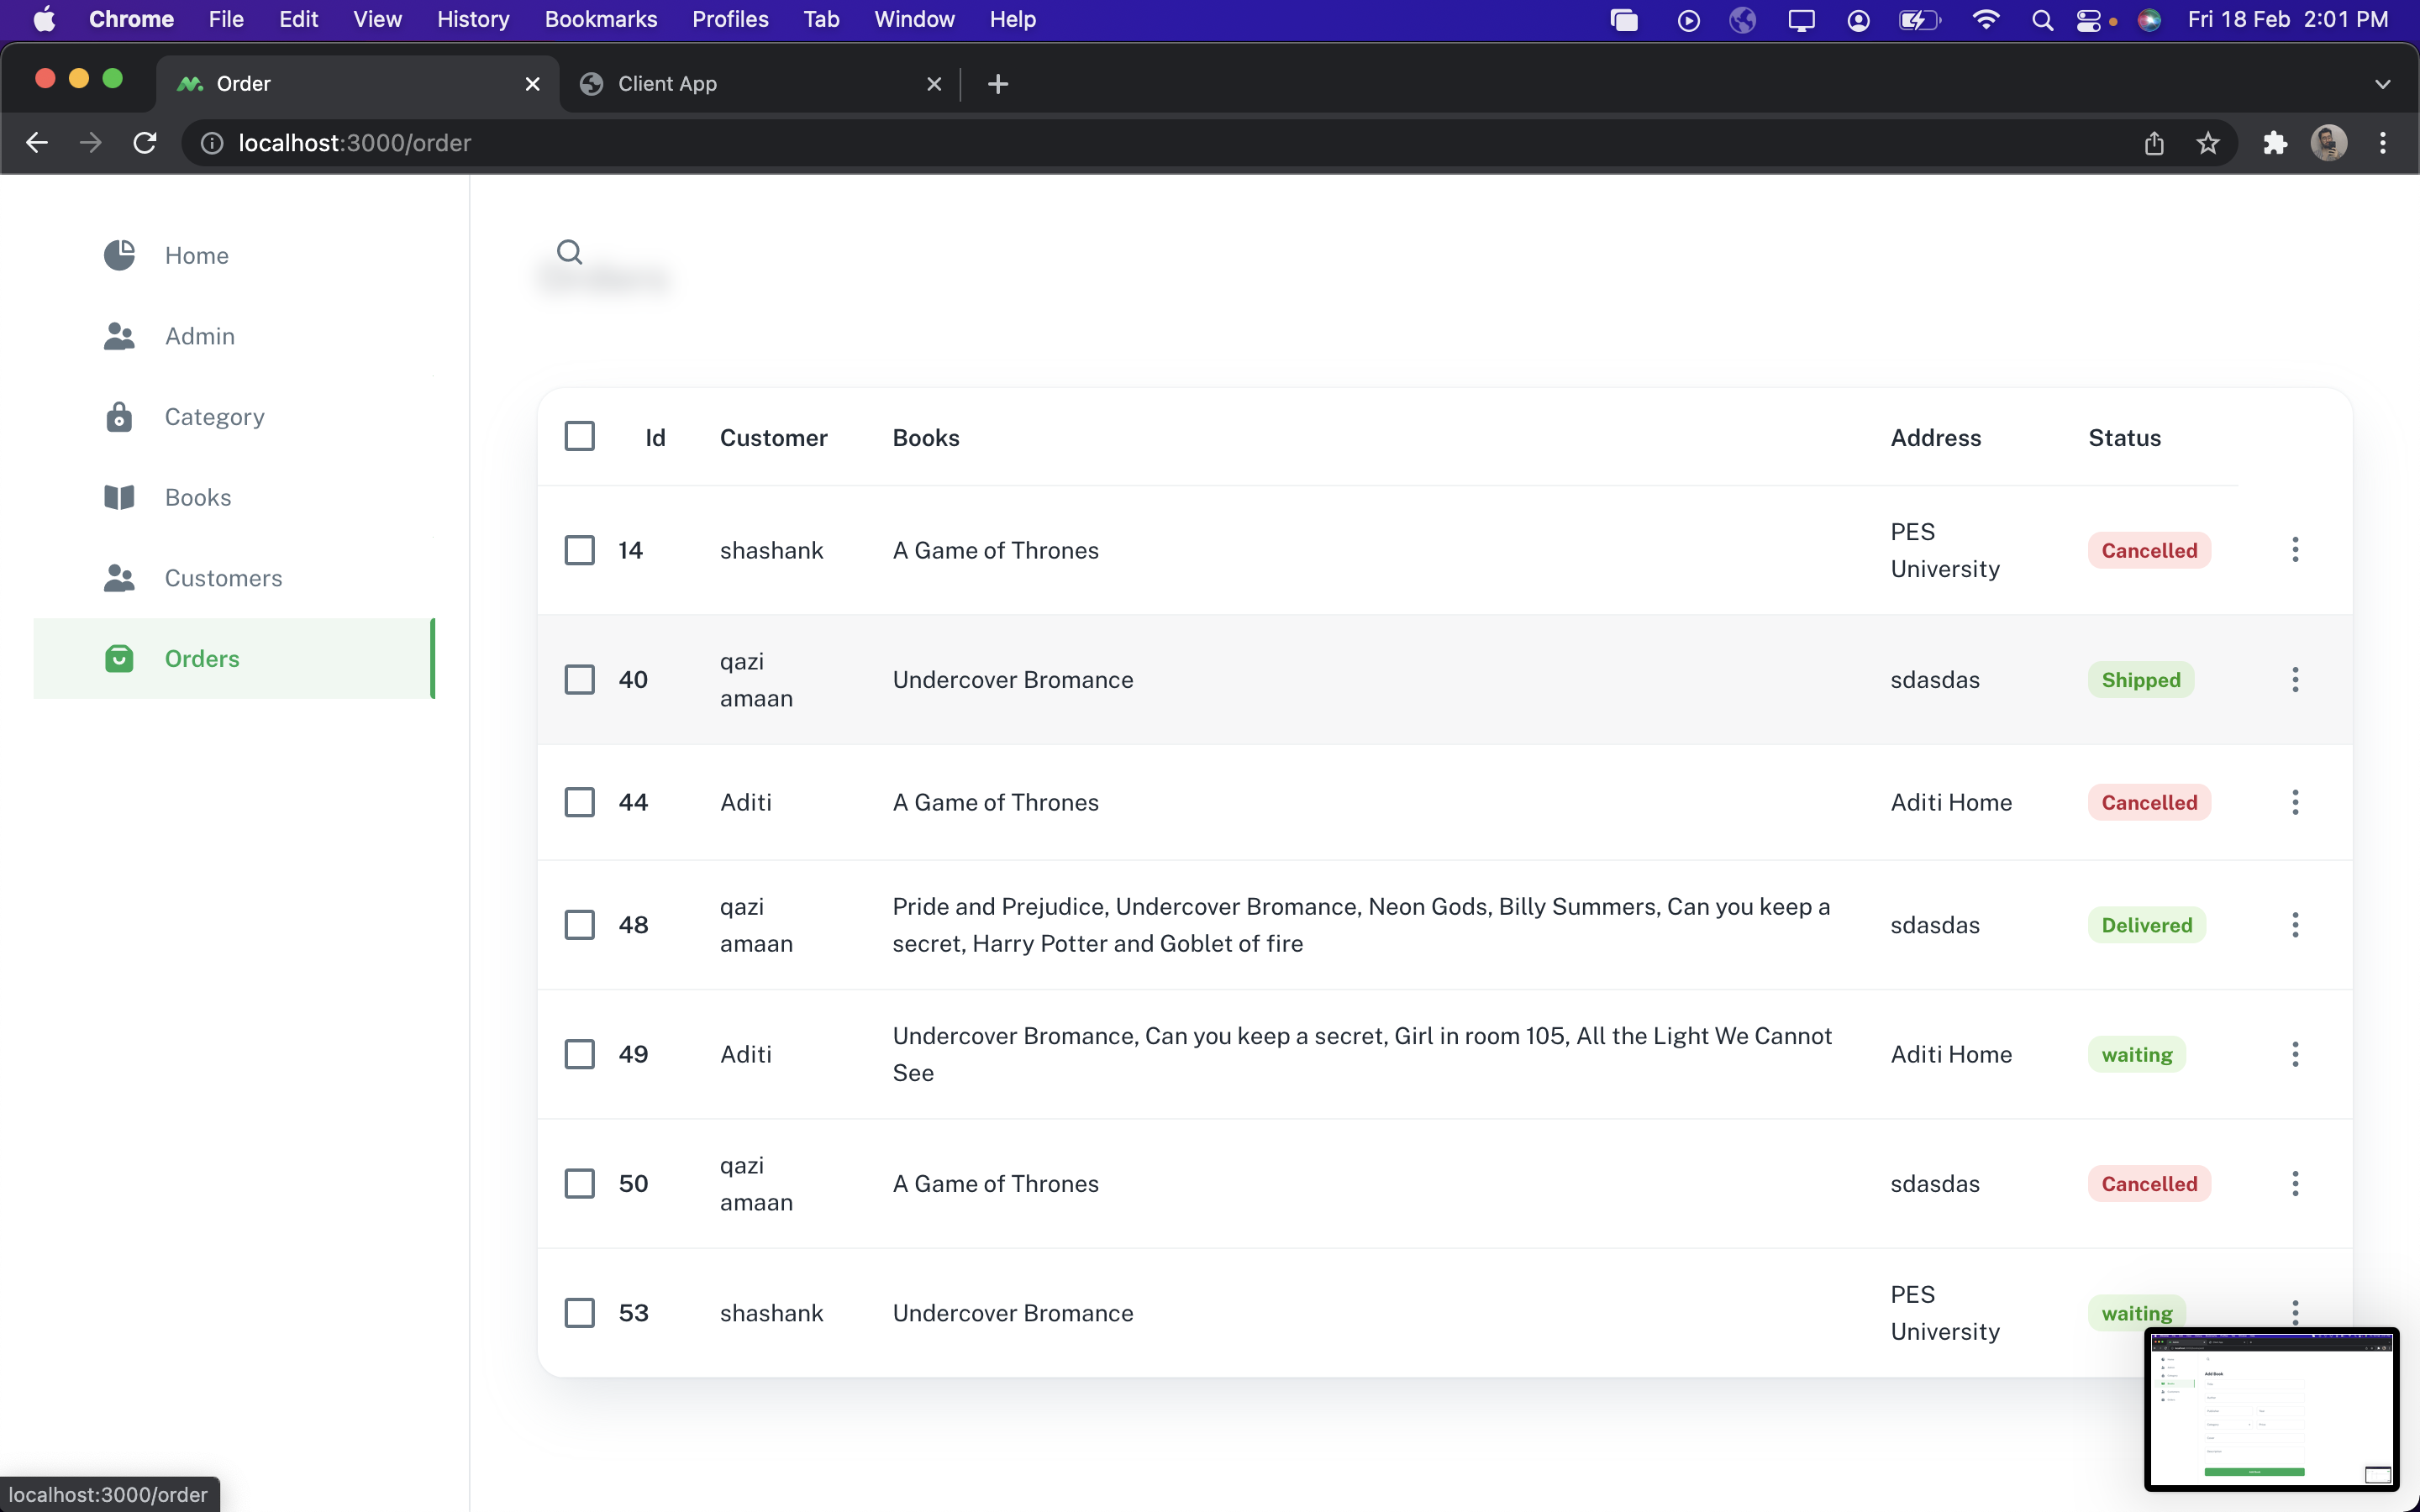 Chrome File Edit View History Bookmarks Profiles Tab Window Help Fri 18 Feb 2:01 PM
Order Client App
localhost:3000/order
Home
Admin
Category
Books
Customers
Orders
Orders
Id Customer Books Address Status
14 shashank A Game of Thrones PES University Cancelled
40 qazi amaan Undercover Bromance sdasdas Shipped
44 Aditi A Game of Thrones Aditi Home Cancelled
48 qazi amaan Pride and Prejudice, Undercover Bromance, Neon Gods, Billy Summers, Can you keep a
secret, Harry Potter and Goblet of fire sdasdas Delivered
49 Aditi Undercover Bromance, Can you keep a secret, Girl in room 105, All the Light We Cannot
See Aditi Home waiting
50 qazi amaan A Game of Thrones sdasdas Cancelled
53 shashank Undercover Bromance PES University waiting
Add Book
localhost:3000/order